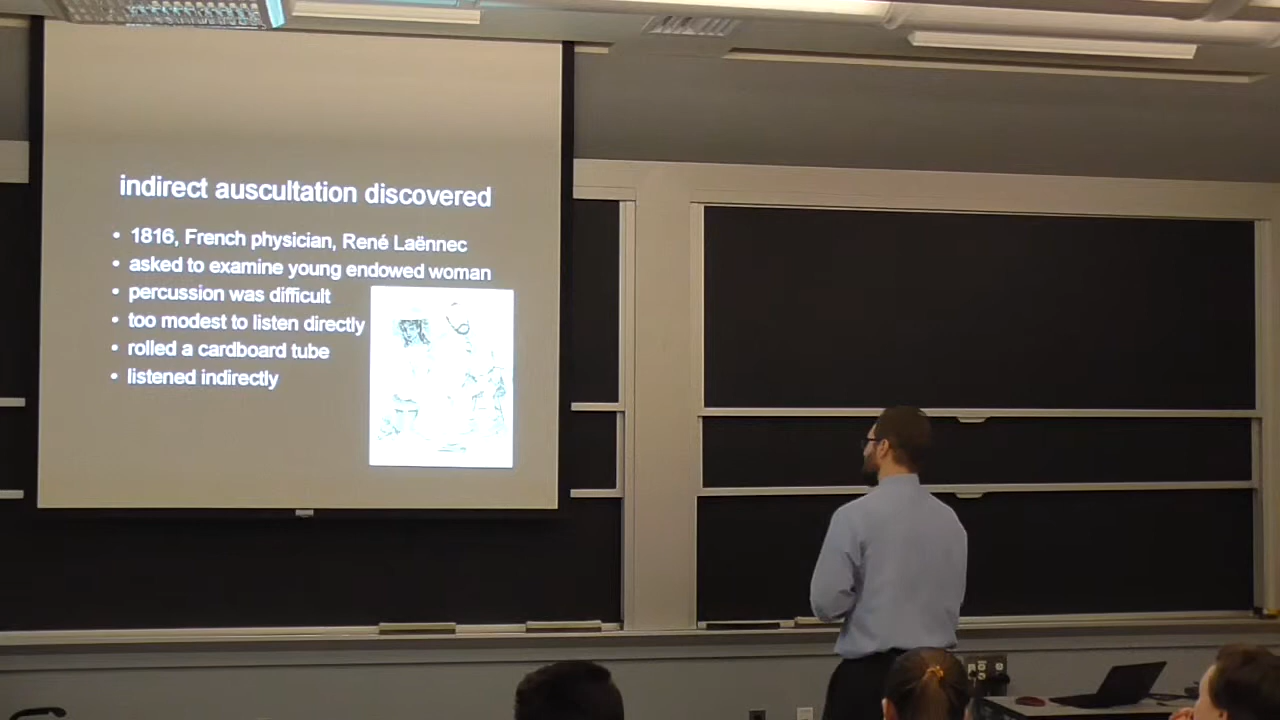 indirect auscultation discovered
• 1816, French physician, René Laënnec
• asked to examine young endowed woman
• percussion was difficult
• too modest to listen directly
• rolled a cardboard tube
• listened indirectly